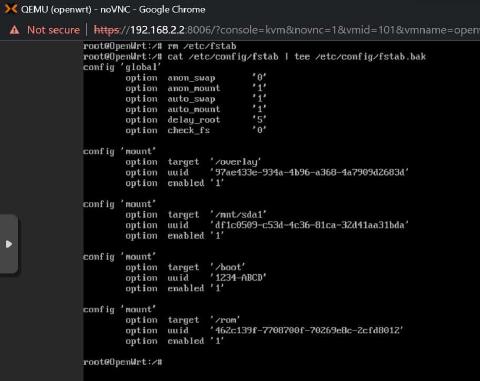 QEMU (openwrt) - noVNC - Google Chrome
Not secure https://192.168.2.2:8006/?console=kvm&novnc=1&vmid=101&vmname=openw
root@OpenWrt:/# rm /etc/fstab
root@OpenWrt:/# cat /etc/config/fstab | tee /etc/config/fstab.bak
config 'global'
option anon_swap '0'
option anon_mount '1'
option auto_swap '1'
option auto_mount '1'
option delay_root '5'
option check_fs '0'
config 'mount'
option target '/overlay'
option uuid '97ae433e-934a-4b96-a368-4a7909d2683d'
option enabled '1'
config 'mount'
option target '/mnt/sda1'
option uuid 'df1c0509-c53d-4c36-81ca-32d41aa31bda'
option enabled '1'
config 'mount'
option target '/boot'
option uuid '1234-ABCD'
option enabled '1'
config 'mount'
option target '/rom'
option uuid '462c139f-7708700f-70269e8c-2cfd8012'
option enabled '1'
root@OpenWrt:/#